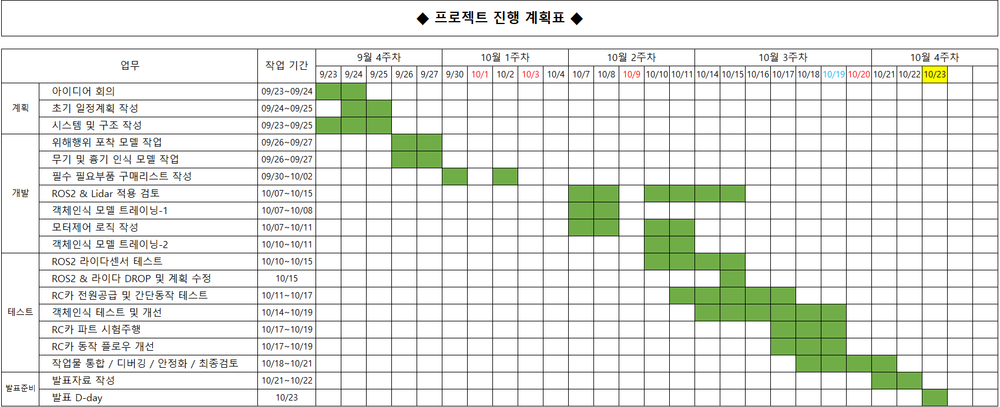 ◆ 프로젝트 진행 계획표 ◆
업무 작업 기간 9월 4주차 10월 1주차 10월 2주차 10월 3주차 10월 4주차
9/23 9/24 9/25 9/26 9/27 9/30 10/1 10/2 10/3 10/4 10/7 10/8 10/9 10/10 10/11 10/14 10/15 10/16 10/17 10/18 10/19 10/20 10/21 10/22 10/23
계획
아이디어 회의 09/23~09/24
초기 일정계획 작성 09/24~09/25
시스템 및 구조 작성 09/23~09/25
개발
위해행위 포착 모델 작업 09/26~09/27
무기 및 흉기 인식 모델 작업 09/26~09/27
필수 필요부품 구매리스트 작성 09/30~10/02
ROS2 & Lidar 적용 검토 10/07~10/15
객체인식 모델 트레이닝-1 10/07~10/08
모터제어 로직 작성 10/07~10/11
객체인식 모델 트레이닝-2 10/10~10/11
테스트
ROS2 라이다센서 테스트 10/10~10/15
ROS2 & 라이다 DROP 및 계획 수정 10/15
RC카 전원공급 및 간단동작 테스트 10/11~10/17
객체인식 테스트 및 개선 10/14~10/19
RC카 파트 시험주행 10/17~10/19
RC카 동작 플로우 개선 10/17~10/19
작업물 통합 / 디버깅 / 안정화 / 최종검토 10/18~10/21
발표준비
발표자료 작성 10/21~10/22
발표 D-day 10/23